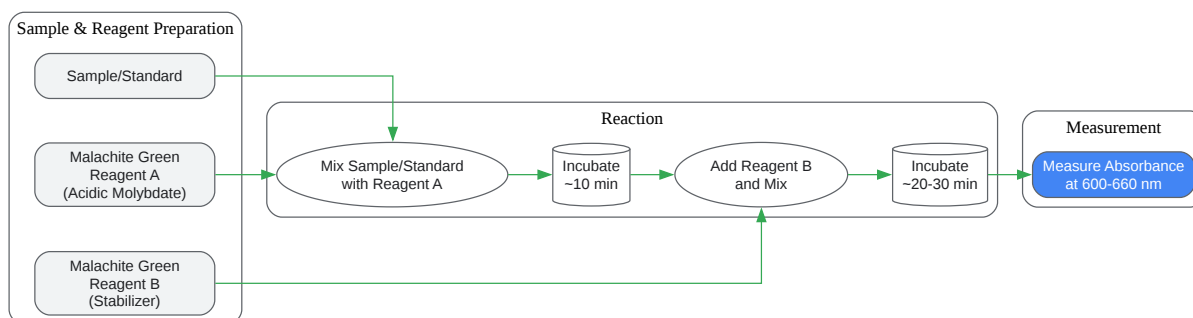 Sample & Reagent Preparation
Sample/Standard
Malachite Green
Reagent A
(Acidic Molybdate)
Malachite Green
Reagent B
(Stabilizer)
Reaction
Mix Sample/Standard
with Reagent A
Incubate
~10 min
Add Reagent B
and Mix
Incubate
~20-30 min
Measurement
Measure Absorbance
at 600-660 nm